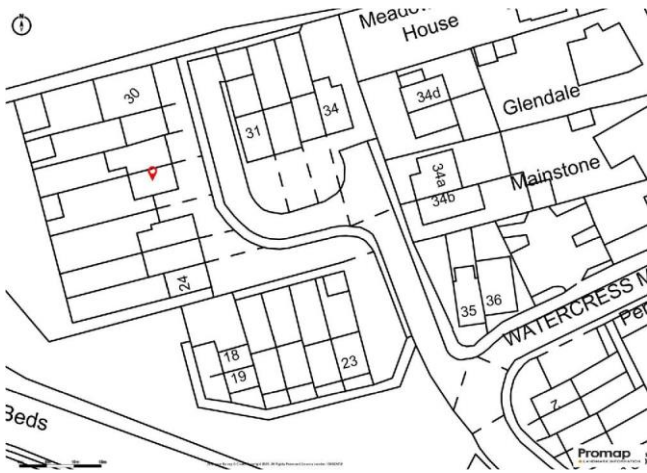 Meadow
House
30
34
31
34d
Glendale
34a
Mainstone
34b
24
35
36
WATERCRESS M
Per
18
19
23
2
Beds
Promap